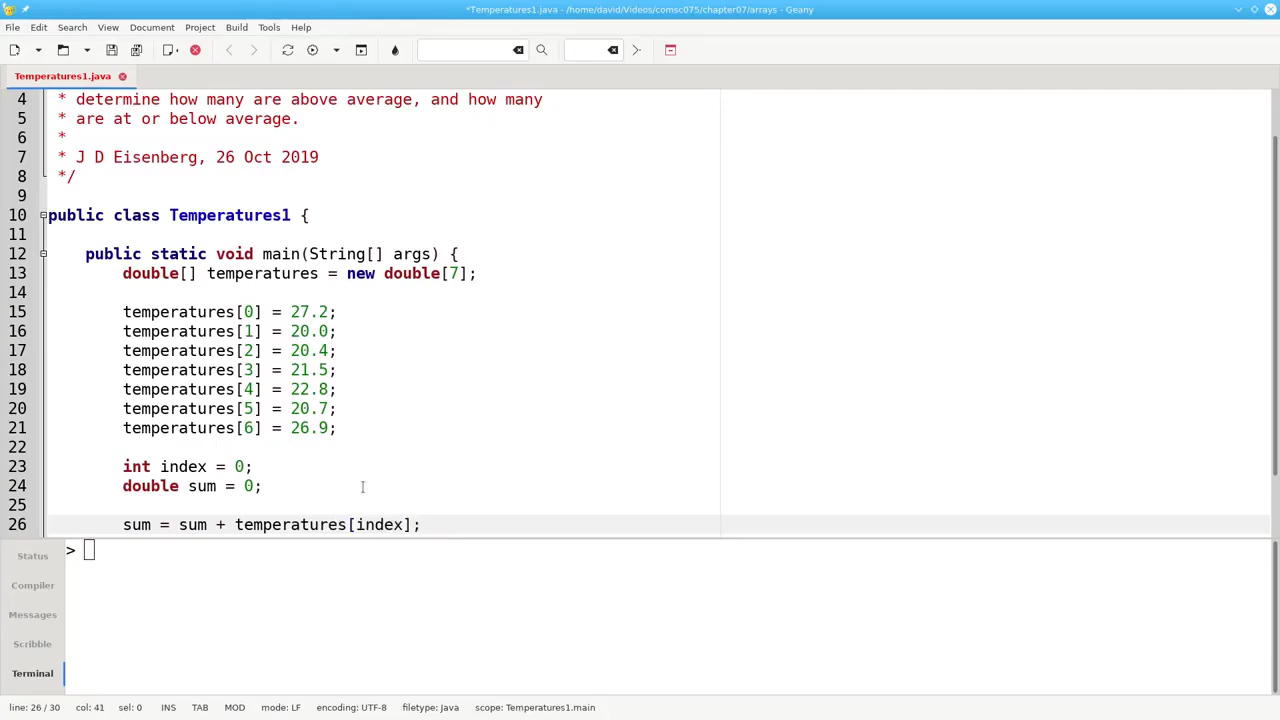 *Temperatures1.java - /home/david/Videos/comsc075/chapter07/arrays - Geany
File Edit Search View Document Project Build Tools Help
Temperatures1.java
4 * determine how many are above average, and how many
5 * are at or below average.
6 *
7 * J D Eisenberg, 26 Oct 2019
8 */
9
10 public class Temperatures1 {
11
12 public static void main(String[] args) {
13 double[] temperatures = new double[7];
14
15 temperatures[0] = 27.2;
16 temperatures[1] = 20.0;
17 temperatures[2] = 20.4;
18 temperatures[3] = 21.5;
19 temperatures[4] = 22.8;
20 temperatures[5] = 20.7;
21 temperatures[6] = 26.9;
22
23 int index = 0;
24 double sum = 0;
25
26 sum = sum + temperatures[index];
Status
Compiler
Messages
Scribble
Terminal
>
line: 26 / 30 col: 41 sel: 0 INS TAB MOD mode: LF encoding: UTF-8 filetype: Java scope: Temperatures1.main